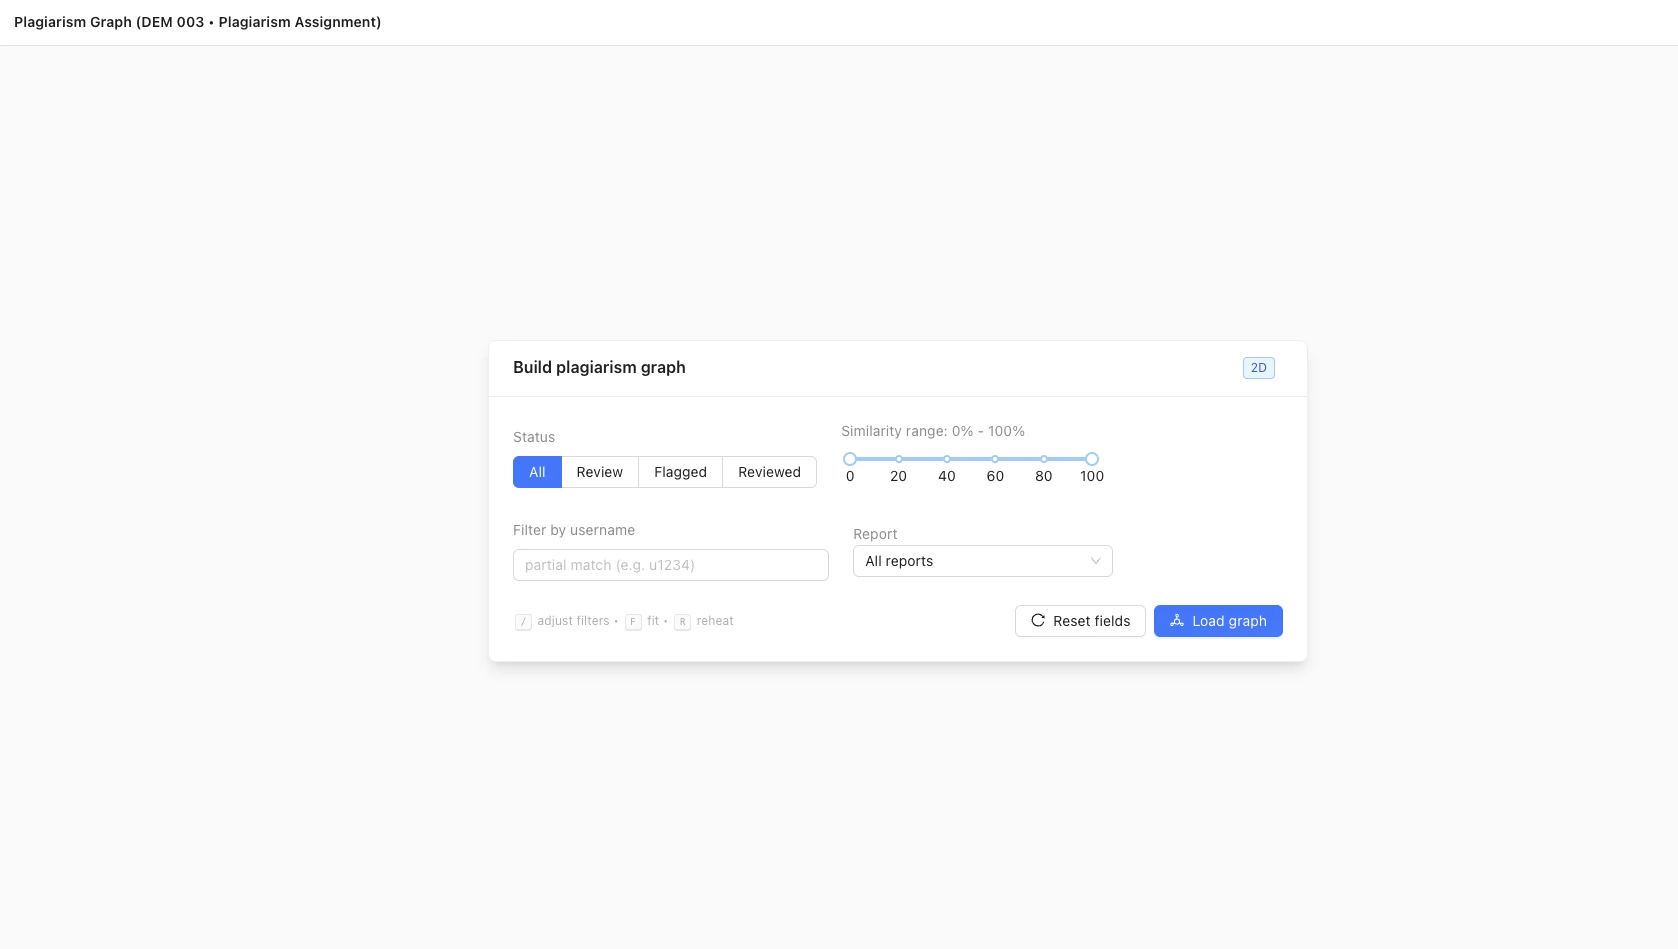 Plagiarism Graph (DEM 003 • Plagiarism Assignment)
Build plagiarism graph
2D
Status
All Review Flagged Reviewed
Similarity range: 0% - 100%
0 20 40 60 80 100
Filter by username
partial match (e.g. u1234)
Report
All reports
/ adjust filters • F fit • R reheat
Reset fields
Load graph